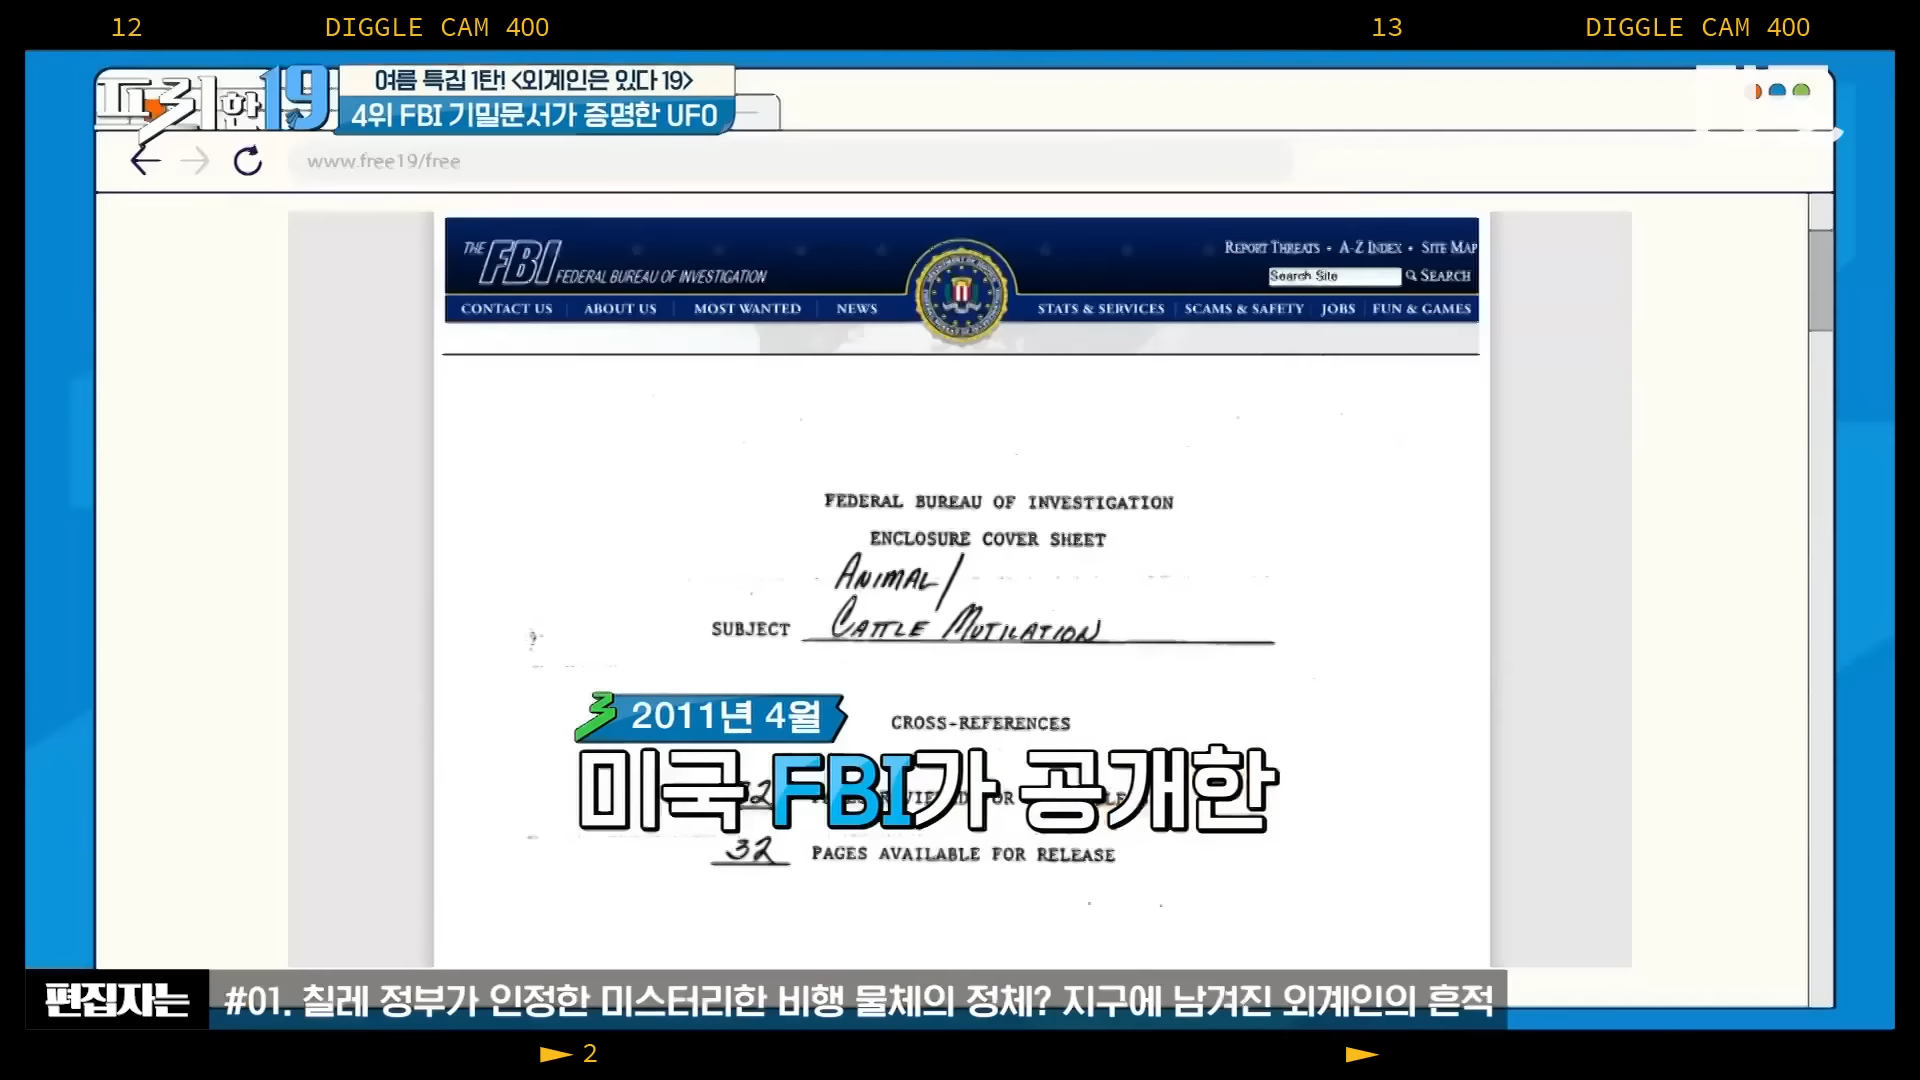 12 DIGGLE CAM 400 13 DIGGLE CAM 400
프리한19
여름 특집 1탄! <외계인은 있다 19>
4위 FBI 기밀문서가 증명한 UFO
www.free19/free
THE FBI FEDERAL BUREAU OF INVESTIGATION
REPORT THREATS • A-Z INDEX • SITE MAP
Search Site SEARCH
CONTACT US | ABOUT US | MOST WANTED | NEWS STATS & SERVICES | SCAMS & SAFETY | JOBS | FUN & GAMES
FEDERAL BUREAU OF INVESTIGATION
ENCLOSURE COVER SHEET
ANIMAL/
SUBJECT CATTLE MUTILATION
2011년 4월
CROSS-REFERENCES
미국 FBI가 공개한
32 PAGES AVAILABLE FOR RELEASE
편집자는 #01. 칠레 정부가 인정한 미스터리한 비행 물체의 정체? 지구에 남겨진 외계인의 흔적
2